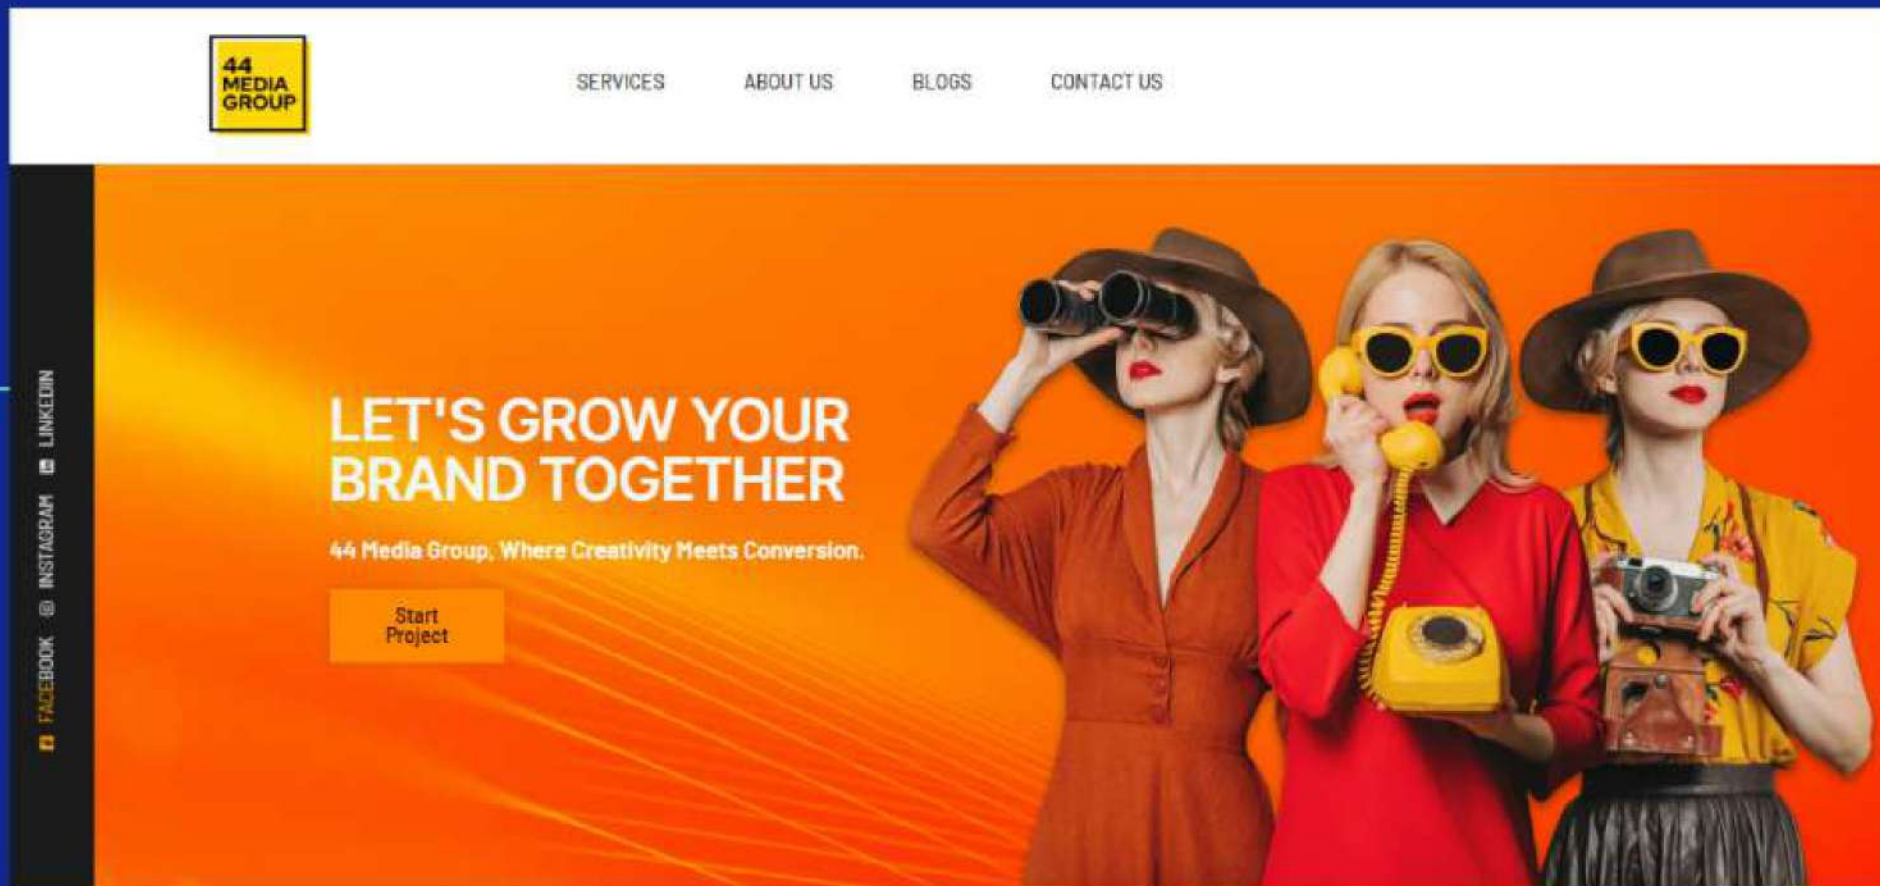 44
MEDIA
GROUP
SERVICES
ABOUT US
BLOGS
CONTACT US
LINKEDIN
INSTAGRAM
FACEBOOK
LET'S GROW YOUR
BRAND TOGETHER
44 Media Group, Where Creativity Meets Conversion.
Start
Project